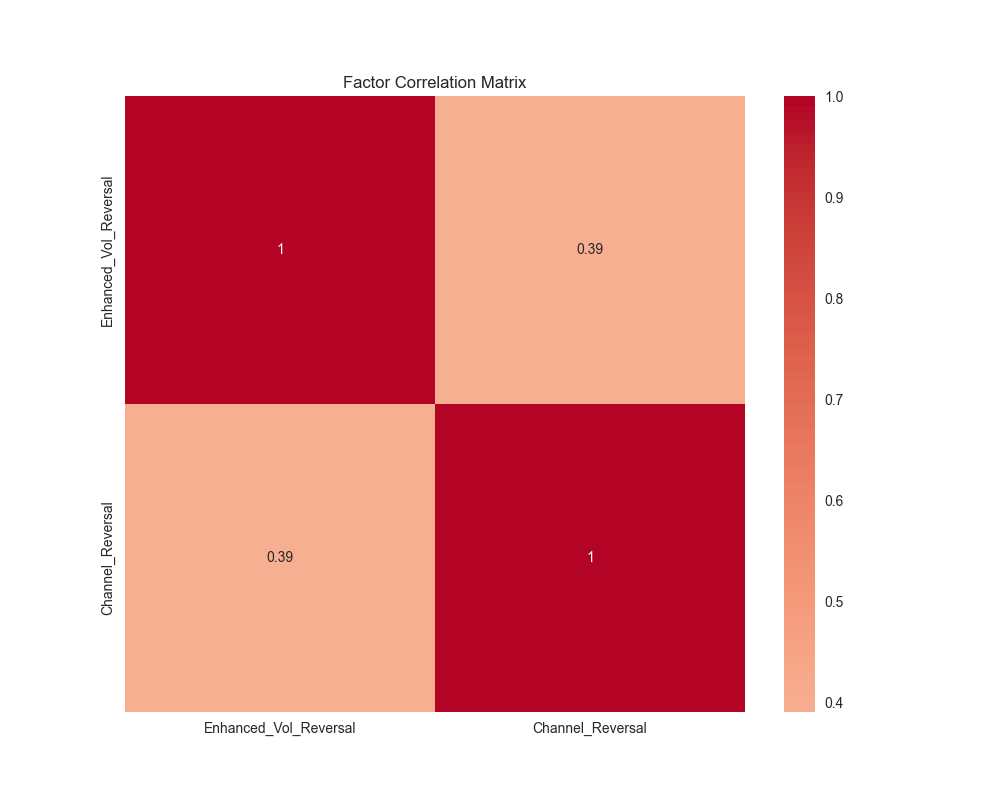 Factor Correlation Matrix
Enhanced_Vol_Reversal
1
0.39
Channel_Reversal
0.39
1
Enhanced_Vol_Reversal
Channel_Reversal
1.0
0.9
0.8
0.7
0.6
0.5
0.4